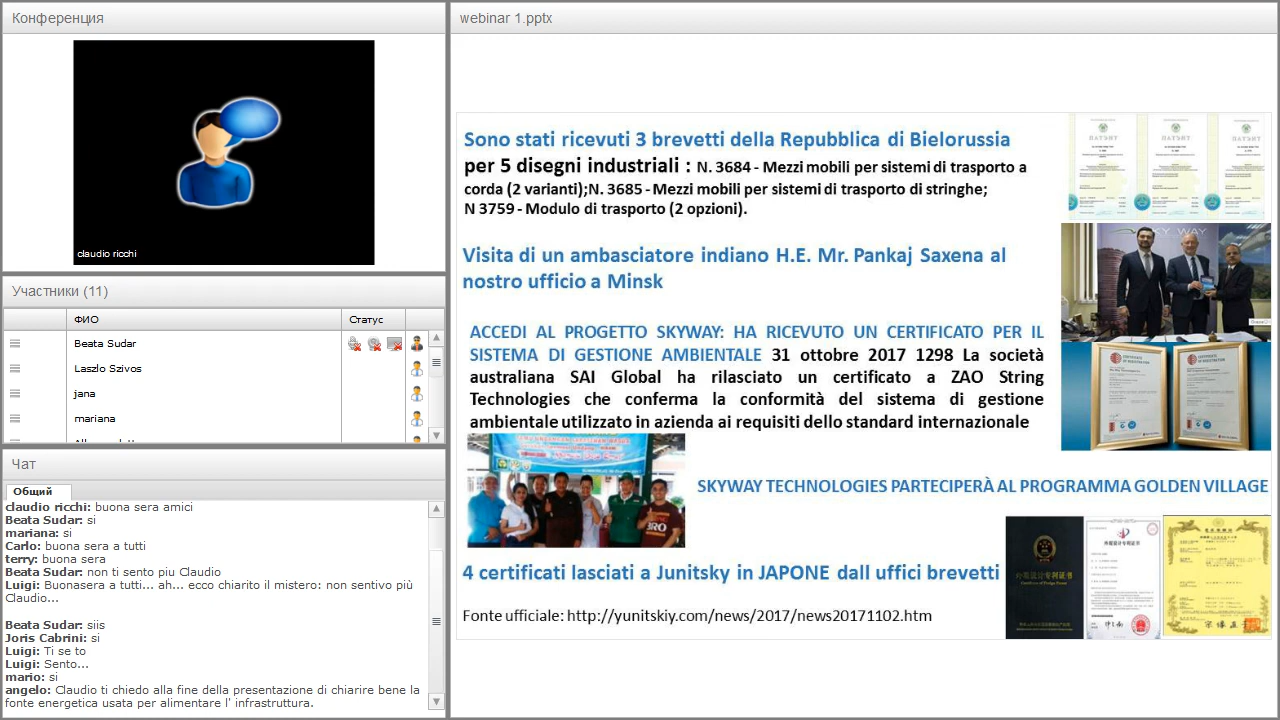 Конференция
claudio ricchi
Участники (11)
ФИО
Статус
Beata Sudar
Laszlo Szivos
jana
mariana
Чат
Общий
claudio ricchi: buona sera amici
Beata Sudar: si
mariana: si
Carlo: buona sera a tutti
terry: buona sera
Beata Sudar: non ti sento piu Claudio
Luigi: Buonasera a tutti... ah... eccoci... svelato il mistero: tema
Claudio...
Beata Sudar: siis
Doris Cabrini: si
Luigi: Ti se to
Luigi: Sento...
mario: si
angelo: Claudio ti chiedo alla fine della presentazione di chiarire bene la
fonte energetica usata per alimentare l' infrastruttura.
webinar 1.pptx
Sono stati ricevuti 3 brevetti della Repubblica di Bielorussia
per 5 disegni industriali : N. 3684 - Mezzi mobili per sistemi di trasporto a
corda (2 varianti);N. 3685 - Mezzi mobili per sistemi di trasporto di stringhe;
N 3759 - Modulo di trasporto (2 opzioni).
Visita di un ambasciatore indiano H.E. Mr. Pankaj Saxena al
nostro ufficio a Minsk
ACCEDI AL PROGETTO SKYWAY: HA RICEVUTO UN CERTIFICATO PER IL
SISTEMA DI GESTIONE AMBIENTALE 31 ottobre 2017 1298 La società
australiana SAI Global ha rilasciato un certificato a ZAO String
Technologies che conferma la conformità del sistema di gestione
ambientale utilizzato in azienda ai requisiti dello standard internazionale
SKYWAY TECHNOLOGIES PARTECIPERÀ AL PROGRAMMA GOLDEN VILLAGE
4 certificati lasciati a Junitsky in JAPONE dall uffici brevetti
Fonte ufficiale: http://yunitskiy.com/news/2017/news20171102.htm
SKY WAY